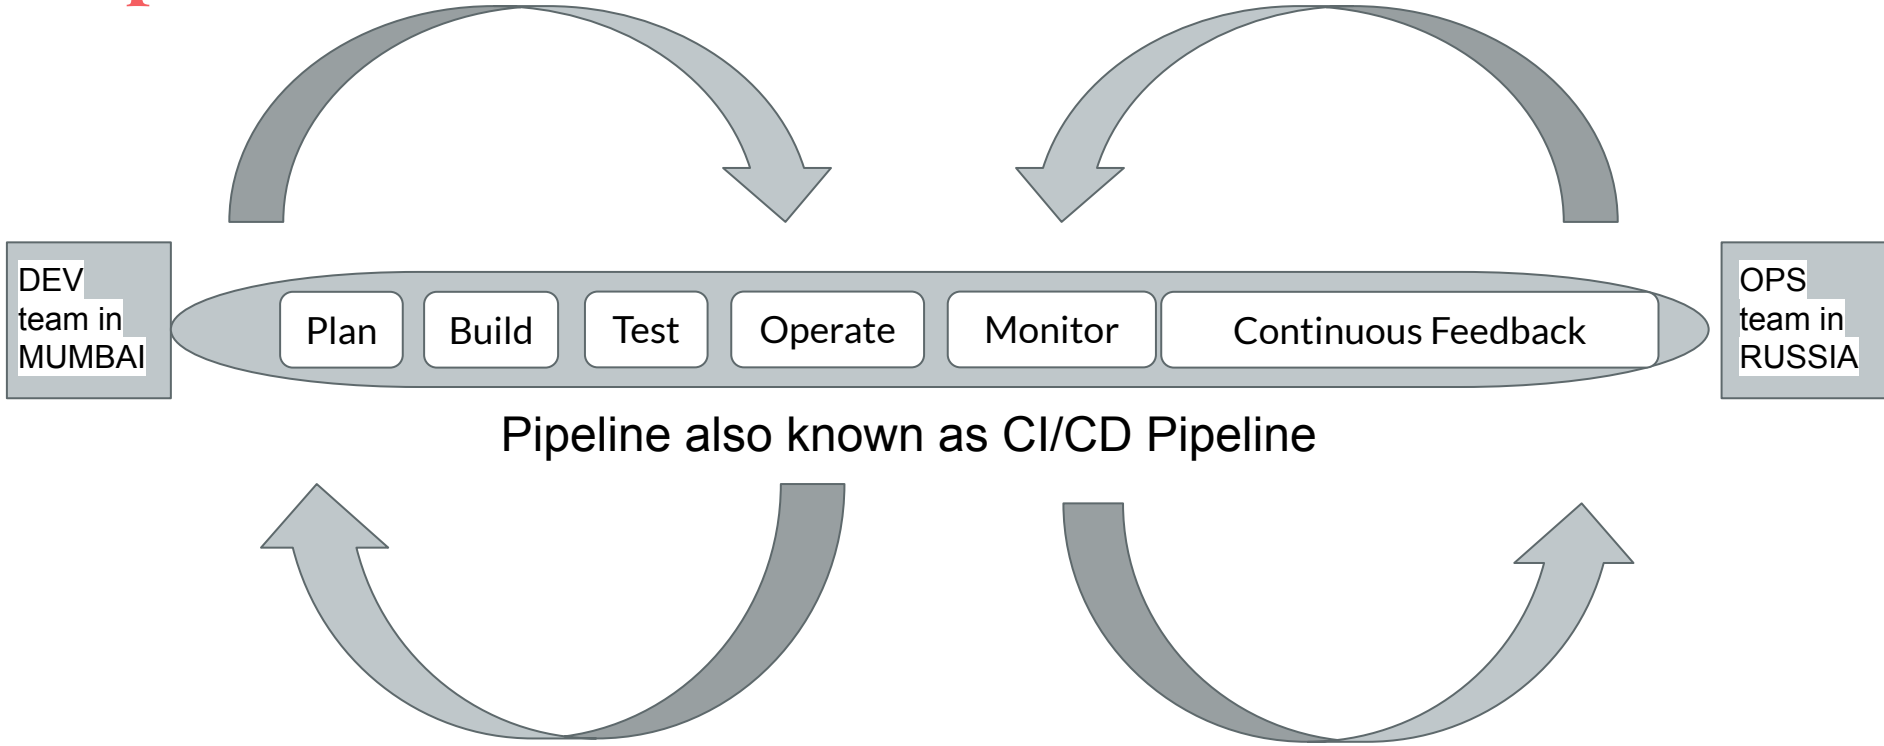 DEV
team in
MUMBAI
Plan
Build
Test
Operate
Monitor
Continuous Feedback
OPS
team in
RUSSIA
Pipeline also known as CI/CD Pipeline